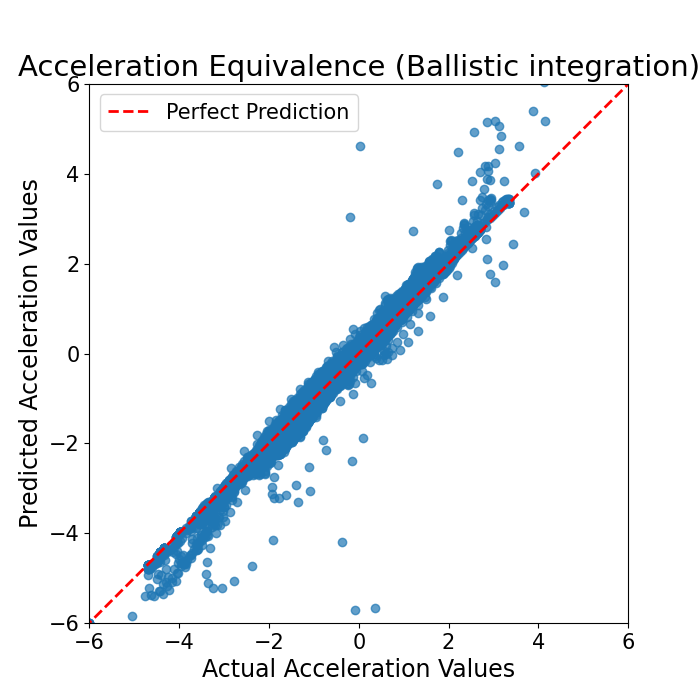 Acceleration Equivalence (Ballistic integration)
Perfect Prediction
Predicted Acceleration Values
6
4
2
0
−2
−4
−6
−6 −4 −2 0 2 4 6
Actual Acceleration Values